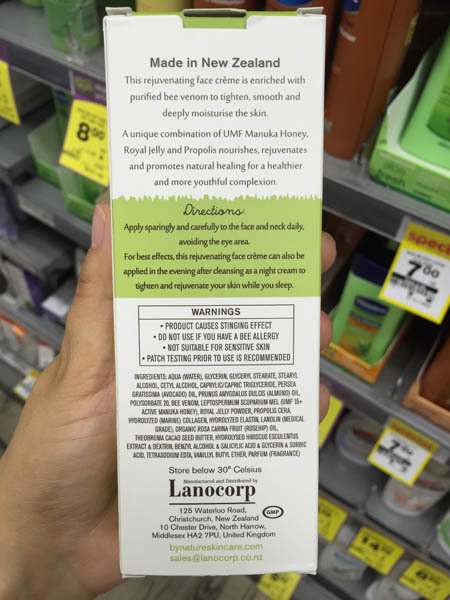 Made in New Zealand
This rejuvenating face crème is enriched with
purified bee venom to tighten, smooth and
deeply moisturise the skin.
A unique combination of UMF Manuka Honey,
Royal Jelly and Propolis nourishes, rejuvenates
and promotes natural healing for a healthier
and more youthful complexion.
Directions:
Apply sparingly and carefully to the face and neck daily,
avoiding the eye area.
For best effects, this rejuvenating face crème can also be
applied in the evening after cleansing as a night cream to
tighten and rejuvenate your skin while you sleep.
WARNINGS
• PRODUCT CAUSES STINGING EFFECT
• DO NOT USE IF YOU HAVE A BEE ALLERGY
• NOT SUITABLE FOR SENSITIVE SKIN
• PATCH TESTING PRIOR TO USE IS RECOMMENDED
INGREDIENTS: AQUA (WATER), GLYCERIN, GLYCERYL STEARATE, STEARYL
ALCOHOL, CETYL ALCOHOL, CAPRYLIC/CAPRIC TRIGLYCERIDE, PERSEA
GRATISSIMA (AVOCADO) OIL, PRUNUS AMYGDALUS DULCIS (ALMOND) OIL,
POLYSORBATE 20, BEE VENOM, LEPTOSPERMUM SCOPARIUM MEL (UMF 15+
ACTIVE MANUKA HONEY), ROYAL JELLY POWDER, PROPOLIS CERA,
HYDROLYZED (MARINE) COLLAGEN, HYDROLYZED ELASTIN, LANOLIN (MEDICAL
GRADE), ORGANIC ROSA CANINA FRUIT (ROSEHIP) OIL,
THEOBROMA CACAO SEED BUTTER, HYDROLYSED HIBISCUS ESCULENTUS
EXTRACT & DEXTRIN, BENZYL ALCOHOL & SALICYLIC ACID & GLYCERIN & SORBIC
ACID, TETRASODIUM EDTA, VANILLYL BUTYL ETHER, PARFUM (FRAGRANCE)
Store below 30° Celsius
Manufactured and Distributed by
Lanocorp
GMP
125 Waterloo Road,
Christchurch, New Zealand
10 Chester Drive, North Harrow,
Middlesex HA2 7PU, United Kingdom
bynatureskincare.com
sales@lanocorp.co.nz
8
special
7 00
fresh